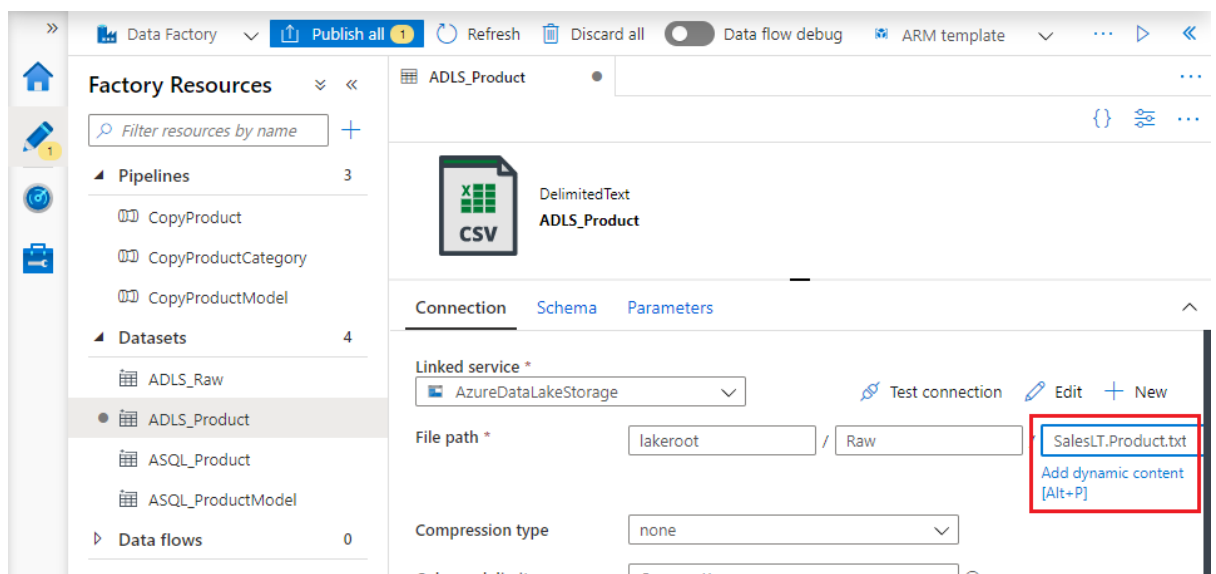 Data Factory
Publish all 1
Refresh
Discard all
Data flow debug
ARM template
Factory Resources
Filter resources by name
1
Pipelines 3
CopyProduct
CopyProductCategory
CopyProductModel
Datasets 4
ADLS_Raw
ADLS_Product
ASQL_Product
ASQL_ProductModel
Data flows 0
ADLS_Product
X
CSV
DelimitedText
ADLS_Product
Connection Schema Parameters
Linked service *
AzureDataLakeStorage
Test connection Edit New
File path * lakeroot / Raw / SalesLT.Product.txt
Add dynamic content
[Alt+P]
Compression type none